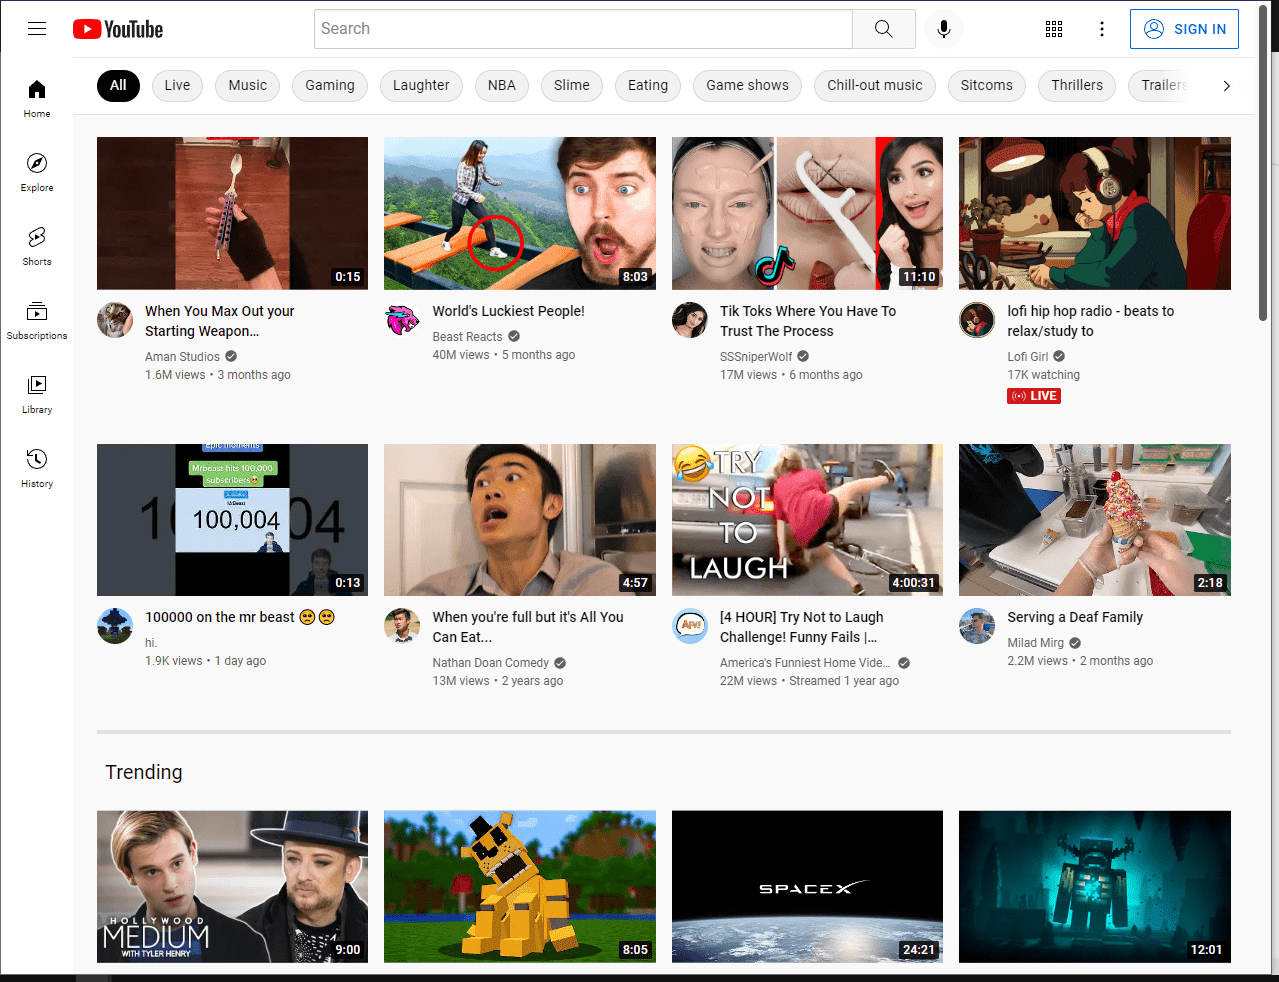 YouTube
Search
SIGN IN
All
Live
Music
Gaming
Laughter
NBA
Slime
Eating
Game shows
Chill-out music
Sitcoms
Thrillers
Trailers
Home
Explore
Shorts
Subscriptions
Library
History
0:15
When You Max Out your
Starting Weapon...
Aman Studios
1.6M views • 3 months ago
8:03
World's Luckiest People!
Beast Reacts
40M views • 5 months ago
11:10
Tik Toks Where You Have To
Trust The Process
SSSniperWolf
17M views • 6 months ago
lofi hip hop radio - beats to
relax/study to
Lofi Girl
17K watching
LIVE
Epic moments
Mrbeast hits 100,000
subscribers🥺
MrBeast
100,004
0:13
100000 on the mr beast 🥺🥺
hi.
1.9K views • 1 day ago
4:57
When you're full but it's All You
Can Eat...
Nathan Doan Comedy
13M views • 2 years ago
TRY
NOT
TO
LAUGH
4:00:31
AFV
[4 HOUR] Try Not to Laugh
Challenge! Funny Fails |...
America's Funniest Home Vide...
22M views • Streamed 1 year ago
2:18
Serving a Deaf Family
Milad Mirg
2.2M views • 2 months ago
Trending
HOLLYWOOD
MEDIUM
WITH TYLER HENRY
9:00
8:05
SPACEX
24:21
12:01